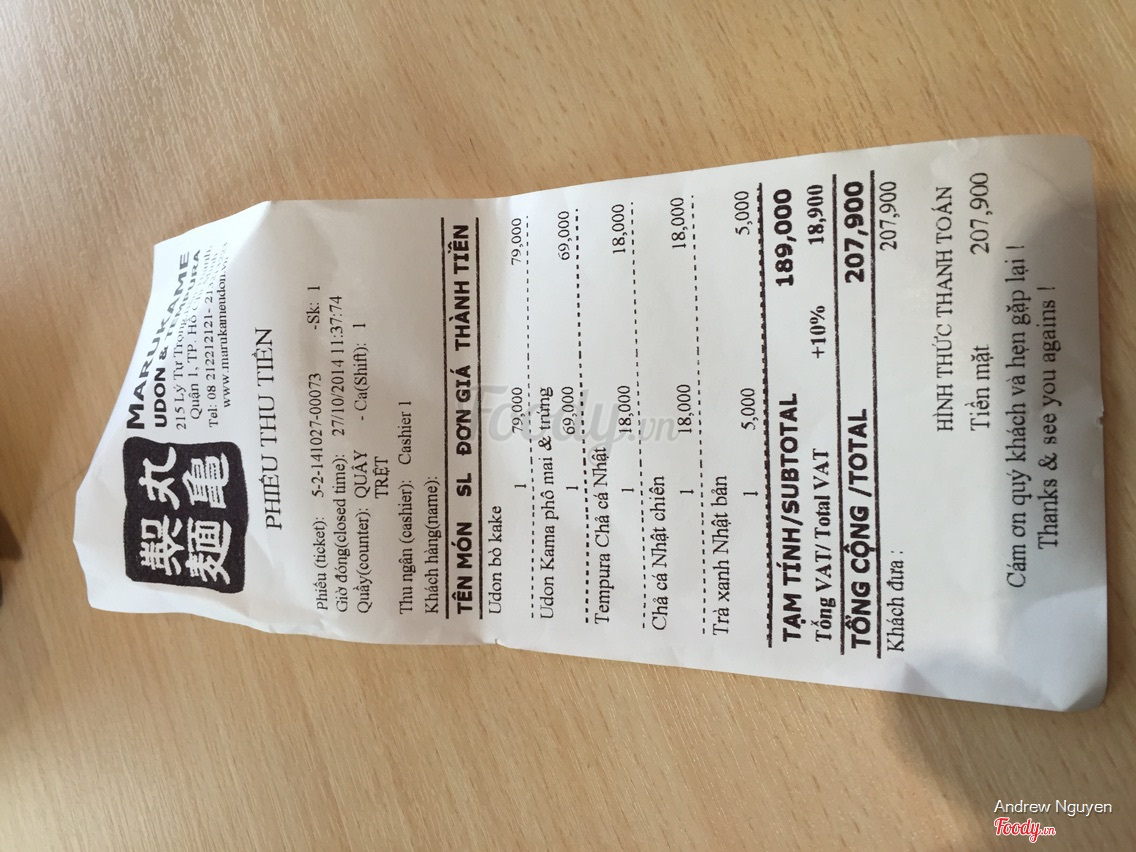 製丸
麵亀
MARUKAME
UDON & TEMPURA
215 Lý Tự Trọng,
Quận 1, TP. Hồ
Tel: 08 21221212
www.marukameudon.vn
PHIẾU THU TIỀN
Phiếu (ticket): 5-2-141027-00073 -Sk: 1
Giờ đóng(closed time): 27/10/2014 11:37:74
Quầy(counter): QUẦY - Ca(Shift): 1
TRỆT
Thu ngân (cashier): Cashier 1
Khách hàng(name):
TÊN MÓN SL ĐƠN GIÁ THÀNH TIỀN
Udon bò kake
1 79,000 79,000
Udon Kama phô mai & trứng
1 69,000 69,000
Tempura Chả cá Nhật
1 18,000 18,000
Chả cá Nhật chiên
1 18,000 18,000
Trà xanh Nhật bản
1 5,000 5,000
TẠM TÍNH/SUBTOTAL 189,000
Tổng VAT/Total VAT +10% 18,900
TỔNG CỘNG /TOTAL 207,900
Khách đưa : 207,900
HÌNH THỨC THANH TOÁN
Tiền mặt 207,900
Cám ơn quý khách và hẹn gặp lại !
Thanks & see you agains !
Foody.vn
Andrew Nguyen
Foody.vn